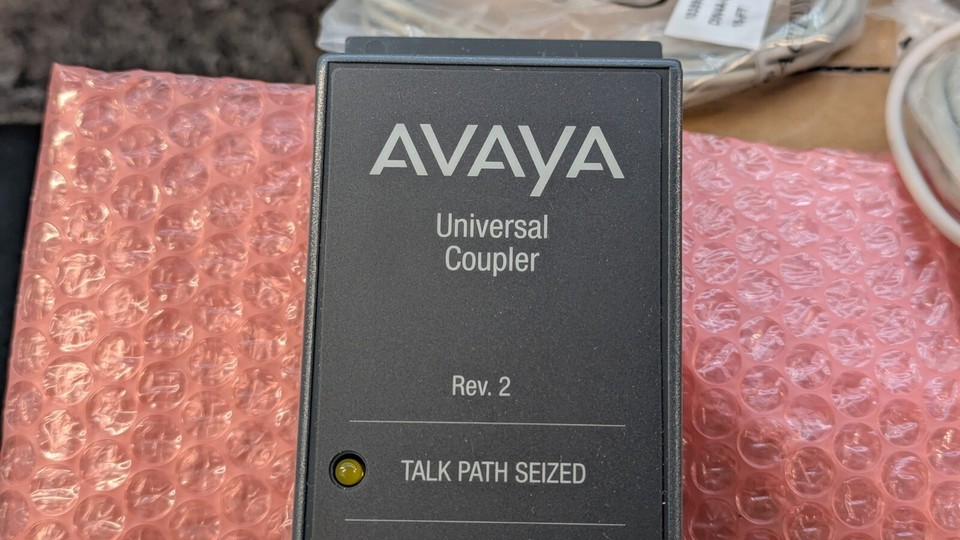 AVAYA
Universal
Coupler
Rev. 2
TALK PATH SEIZED